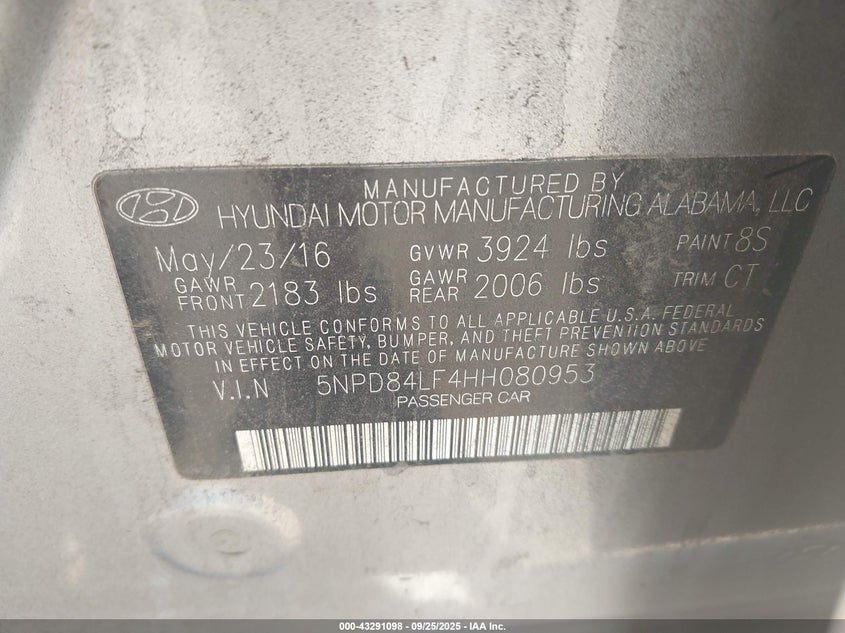 MANUFACTURED BY
HYUNDAI MOTOR MANUFACTURING ALABAMA, LLC
May/23/16 GVWR 3924 lbs PAINT 8S
GAWR FRONT 2183 lbs GAWR REAR 2006 lbs TRIM CT
THIS VEHICLE CONFORMS TO ALL APPLICABLE U.S.A. FEDERAL
MOTOR VEHICLE SAFETY, BUMPER, AND THEFT PREVENTION STANDARDS
IN EFFECT ON THE DATE OF MANUFACTURE SHOWN ABOVE
V.I.N 5NPD84LF4HH080953
PASSENGER CAR
000-43291098 - 09/25/2025 - IAA Inc.